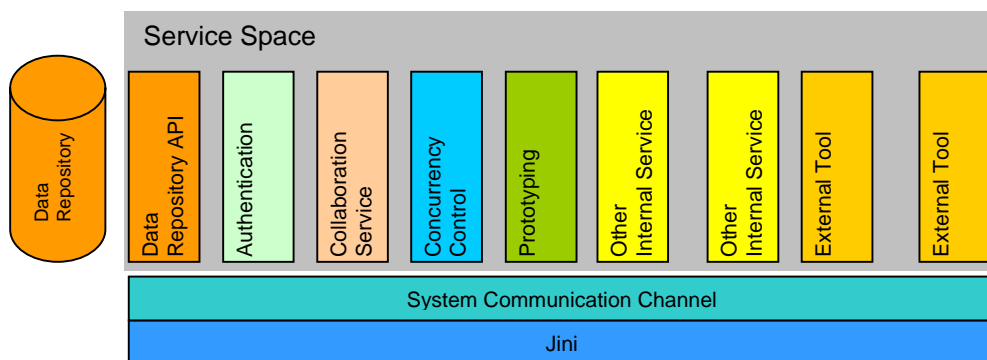 Service Space
Data
Repository
Data
Repository API
Authentication
Collaboration
Service
Concurrency
Control
Prototyping
Other
Internal Service
Other
Internal Service
External Tool
External Tool
System Communication Channel
Jini